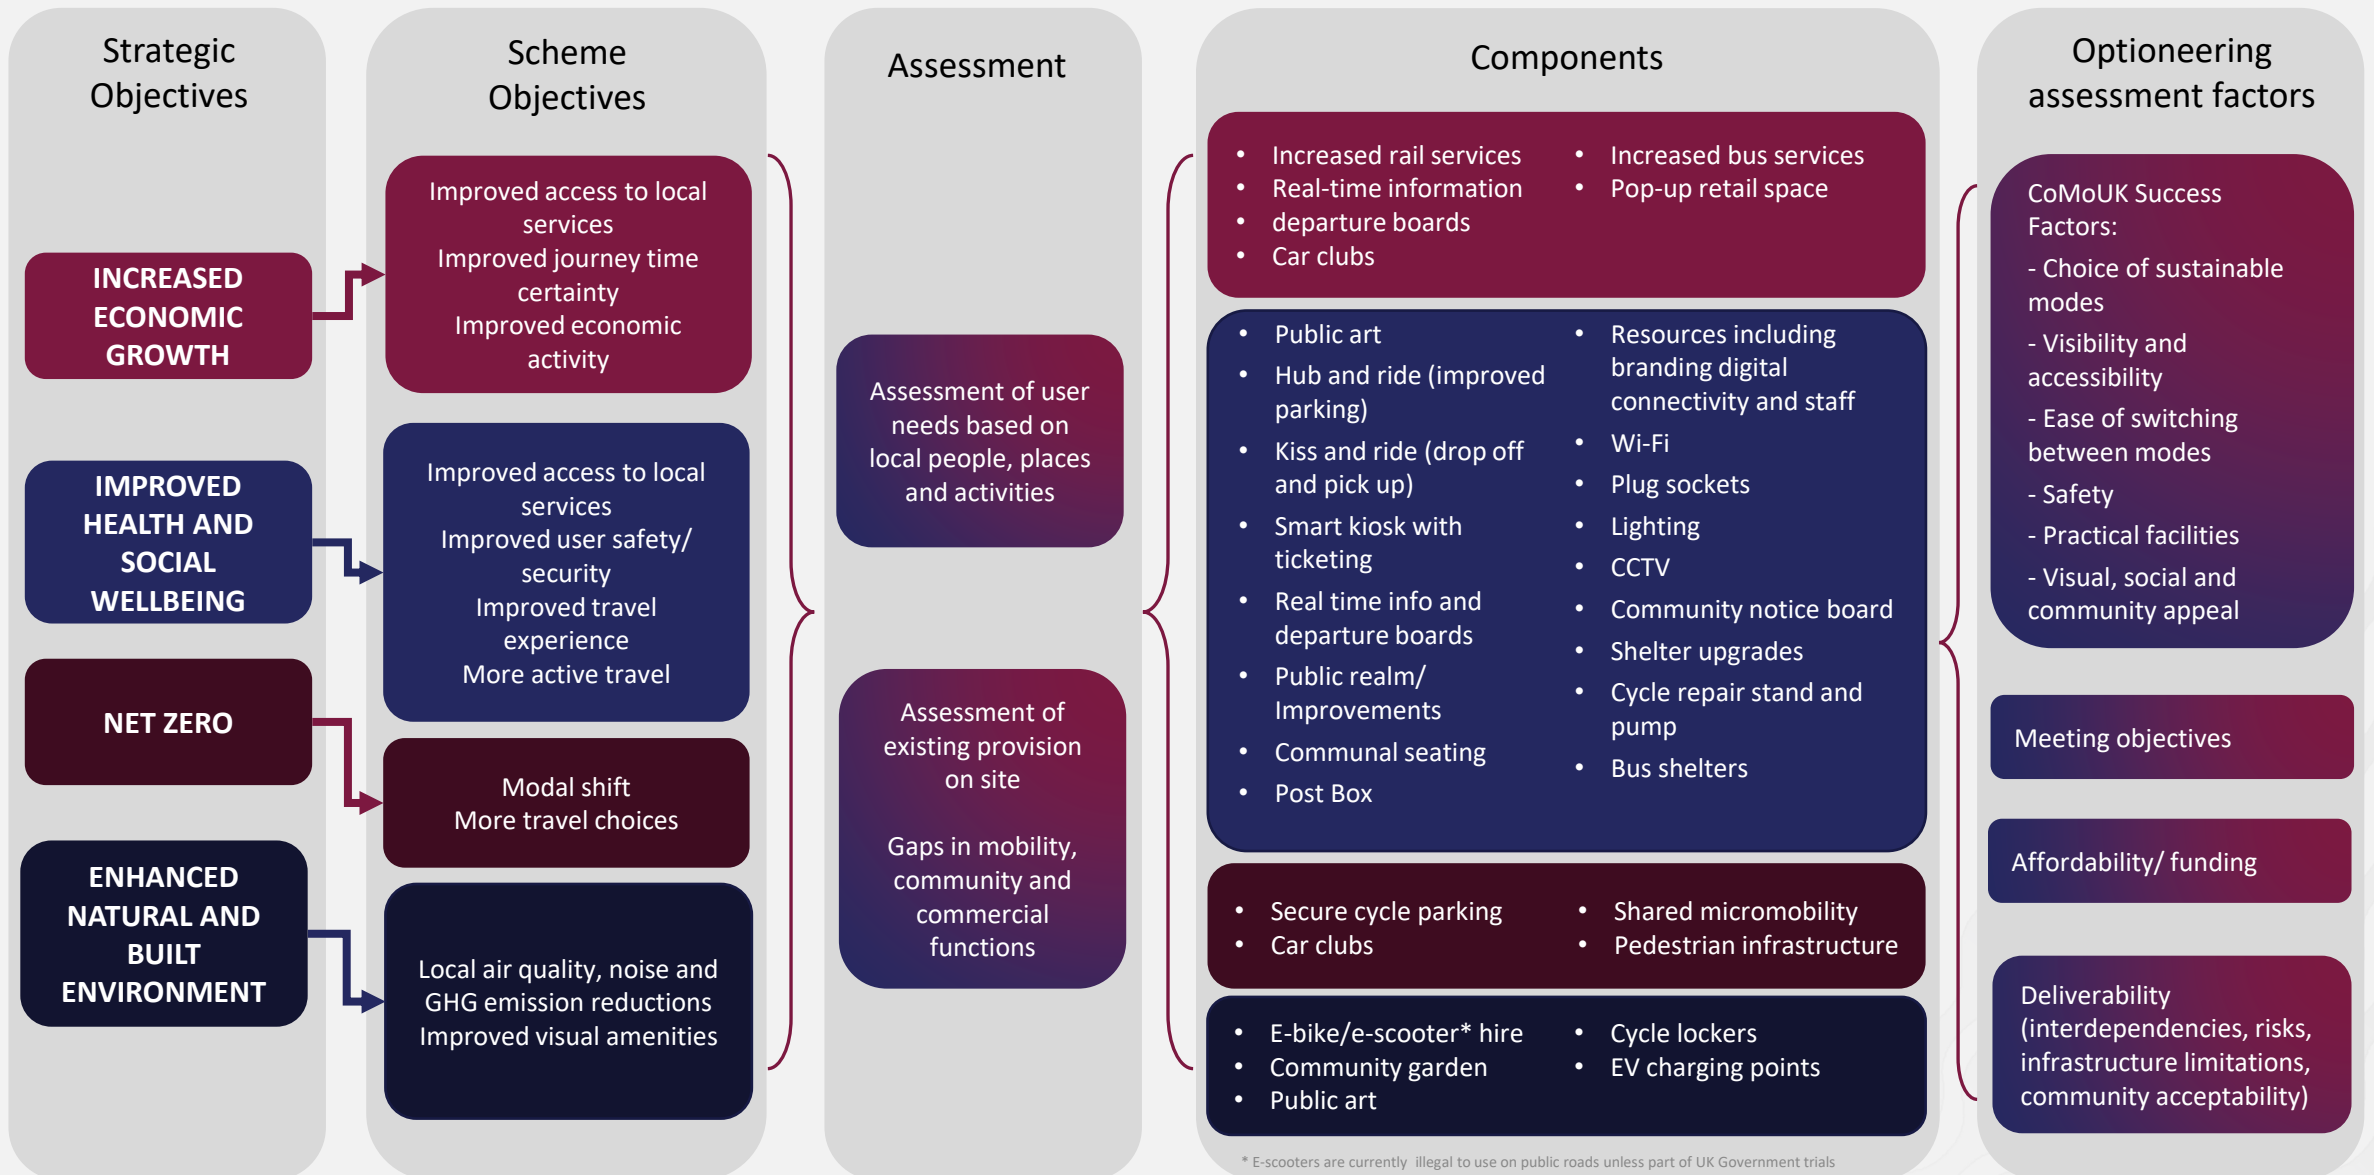 Strategic
Objectives
INCREASED
ECONOMIC
GROWTH
IMPROVED
HEALTH AND
SOCIAL
WELLBEING
NET ZERO
ENHANCED
NATURAL AND
BUILT
ENVIRONMENT
Scheme
Objectives
Improved access to local
services
Improved journey time
certainty
Improved economic
activity
Improved access to local
services
Improved user safety/
security
Improved travel
experience
More active travel
Modal shift
More travel choices
Local air quality, noise and
GHG emission reductions
Improved visual amenities
Assessment
Assessment of user
needs based on
local people, places
and activities
Assessment of
existing provision
on site
Gaps in mobility,
community and
commercial
functions
Components
• Increased rail services
• Real-time information
• departure boards
• Car clubs
• Increased bus services
• Pop-up retail space
• Public art
• Hub and ride (improved
parking)
• Kiss and ride (drop off
and pick up)
• Smart kiosk with
ticketing
• Real time info and
departure boards
• Public realm/
Improvements
• Communal seating
• Post Box
• Resources including
branding digital
connectivity and staff
• Wi-Fi
• Plug sockets
• Lighting
• CCTV
• Community notice board
• Shelter upgrades
• Cycle repair stand and
pump
• Bus shelters
• Secure cycle parking
• Car clubs
• Shared micromobility
• Pedestrian infrastructure
• E-bike/e-scooter* hire
• Community garden
• Public art
• Cycle lockers
• EV charging points
* E-scooters are currently illegal to use on public roads unless part of UK Government trials
Optioneering
assessment factors
CoMoUK Success
Factors:
- Choice of sustainable
modes
- Visibility and
accessibility
- Ease of switching
between modes
- Safety
- Practical facilities
- Visual, social and
community appeal
Meeting objectives
Affordability/ funding
Deliverability
(interdependencies, risks,
infrastructure limitations,
community acceptability)